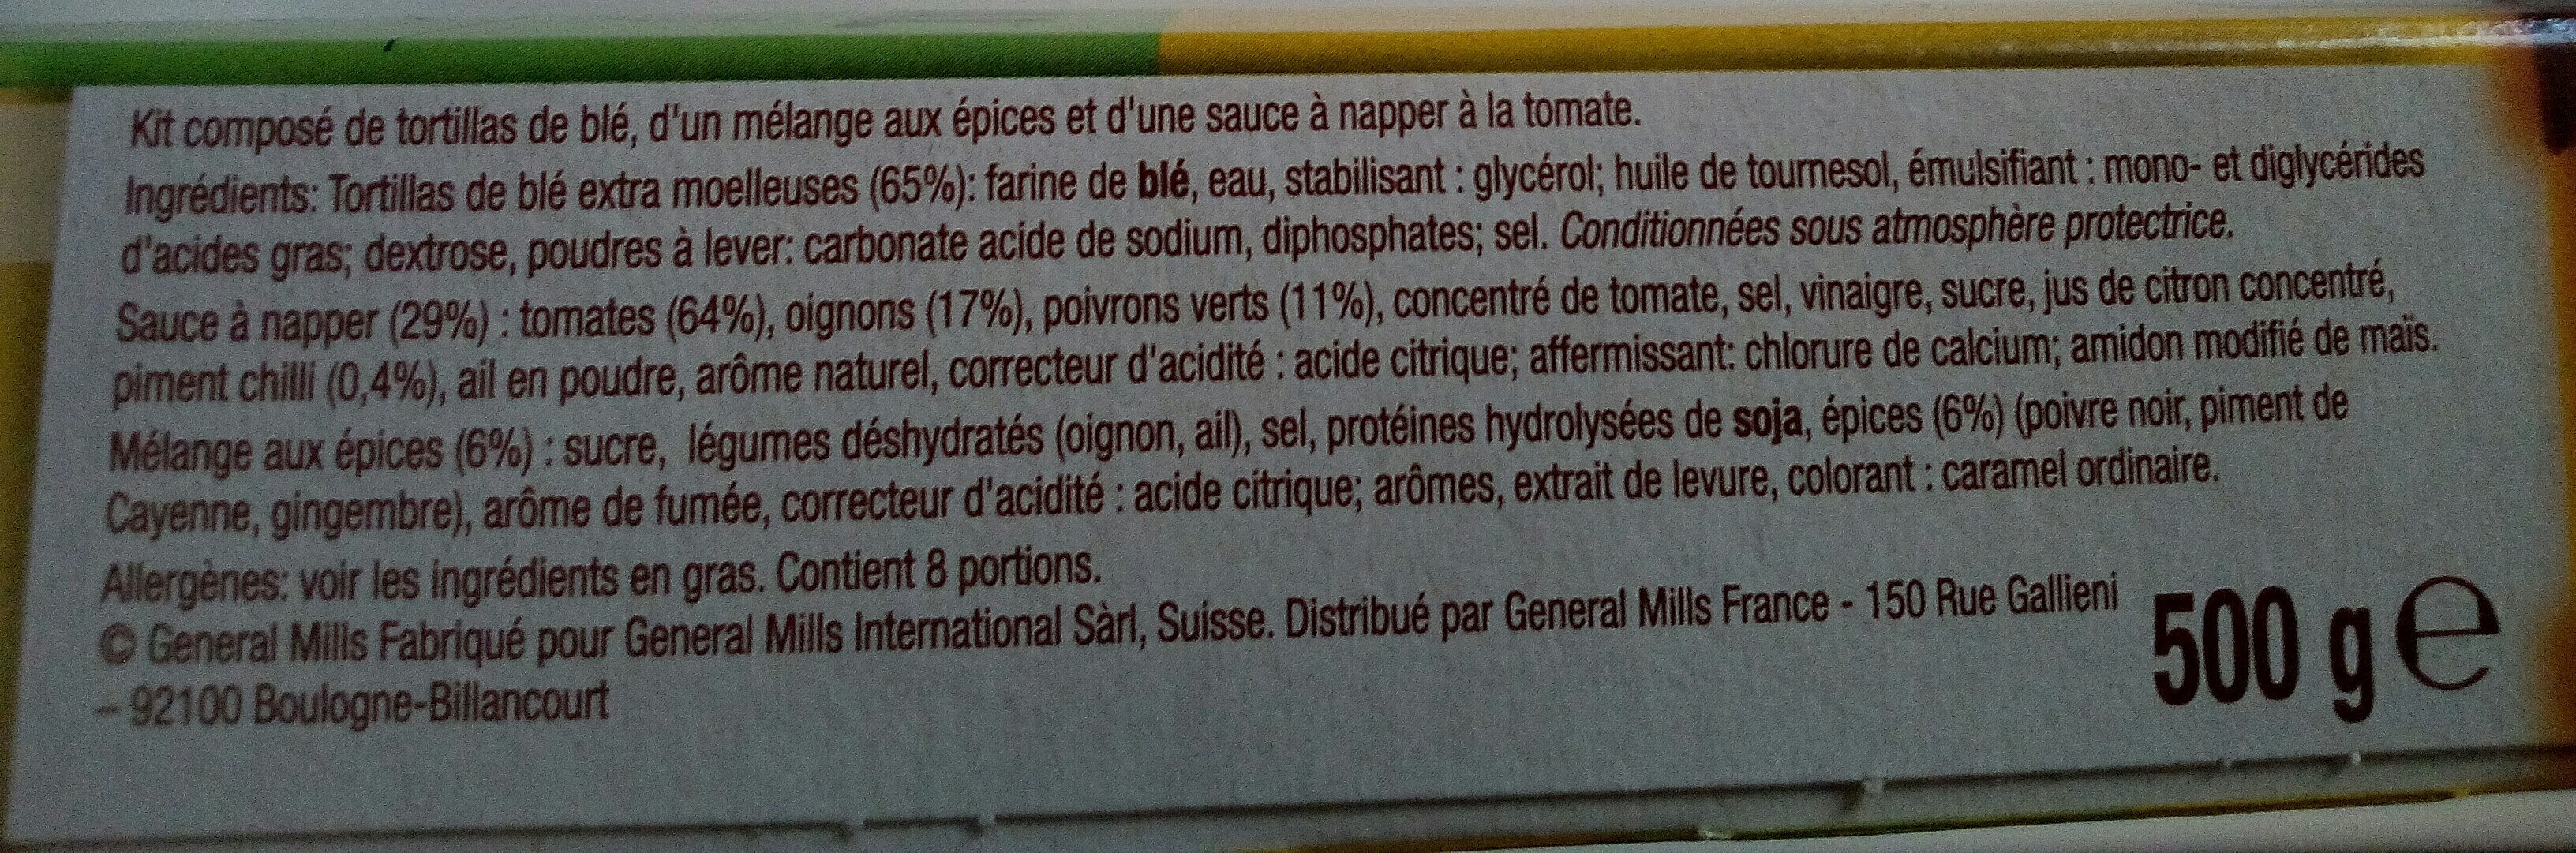 Kit composé de tortillas de blé, d'un mélange aux épices et d'une sauce à napper à la tomate.
Ingrédients: Tortillas de blé extra moelleuses (65%): farine de blé, eau, stabilisant : glycérol; huile de tournesol, émulsifiant : mono- et diglycérides
d'acides gras; dextrose, poudres à lever: carbonate acide de sodium, diphosphates; sel. Conditionnées sous atmosphère protectrice.
Sauce à napper (29%) : tomates (64%), oignons (17%), poivrons verts (11%), concentré de tomate, sel, vinaigre, sucre, jus de citron concentré,
piment chilli (0,4%), ail en poudre, arôme naturel, correcteur d'acidité : acide citrique; affermissant: chlorure de calcium; amidon modifié de maïs.
Mélange aux épices (6%) : sucre, légumes déshydratés (oignon, ail), sel, protéines hydrolysées de soja, épices (6%) (poivre noir, piment de
Cayenne, gingembre), arôme de fumée, correcteur d'acidité : acide citrique; arômes, extrait de levure, colorant : caramel ordinaire.
Allergènes: voir les ingrédients en gras. Contient 8 portions.
© General Mills Fabriqué pour General Mills International Sàrl, Suisse. Distribué par General Mills France - 150 Rue Gallieni
– 92100 Boulogne-Billancourt
500 g e